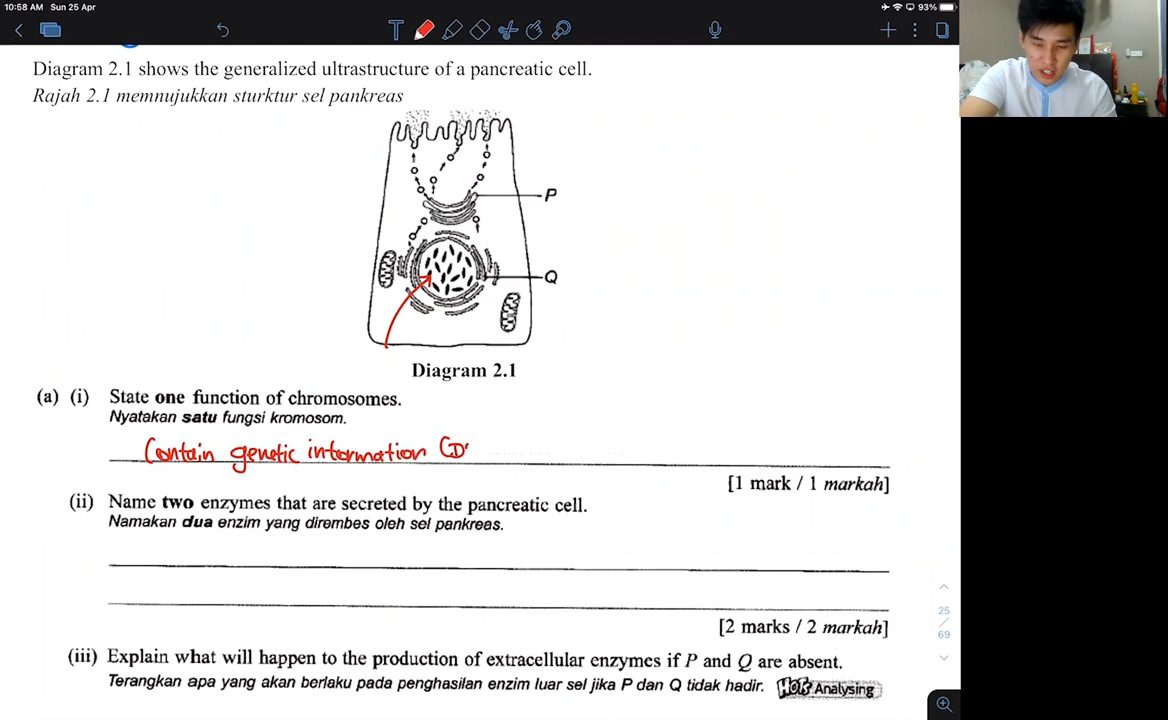 10:58 AM Sun 25 Apr
93%
Diagram 2.1 shows the generalized ultrastructure of a pancreatic cell.
Rajah 2.1 memnujukkan sturktur sel pankreas
P
Q
Diagram 2.1
(a) (i) State one function of chromosomes.
Nyatakan satu fungsi kromosom.
Contain genetic information (D
[1 mark / 1 markah]
(ii) Name two enzymes that are secreted by the pancreatic cell.
Namakan dua enzim yang dirembes oleh sel pankreas.
[2 marks / 2 markah]
25
/
69
(iii) Explain what will happen to the production of extracellular enzymes if P and Q are absent.
Terangkan apa yang akan berlaku pada penghasilan enzim luar sel jika P dan Q tidak hadir. HOTS Analysing